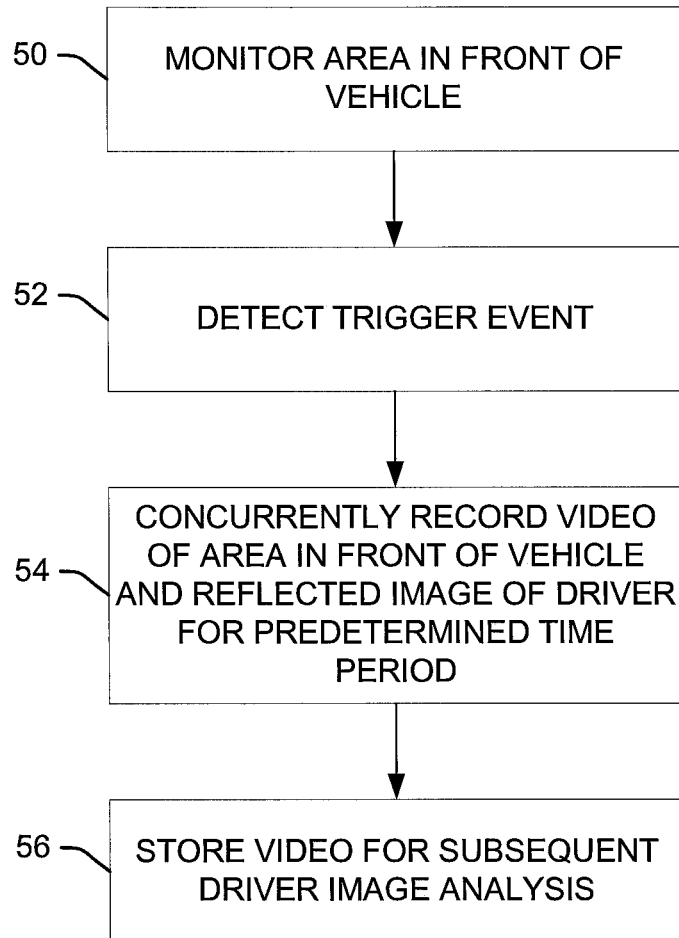 50
MONITOR AREA IN FRONT OF
VEHICLE
52
DETECT TRIGGER EVENT
54
CONCURRENTLY RECORD VIDEO
OF AREA IN FRONT OF VEHICLE
AND REFLECTED IMAGE OF DRIVER
FOR PREDETERMINED TIME
PERIOD
56
STORE VIDEO FOR SUBSEQUENT
DRIVER IMAGE ANALYSIS